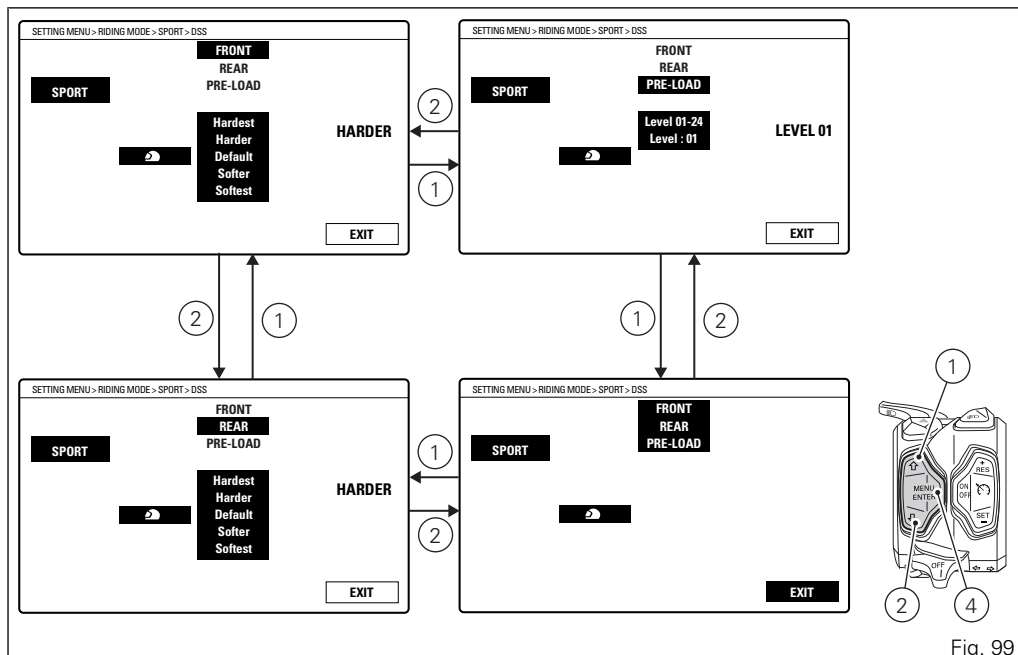 SETTING MENU > RIDING MODE > SPORT > DSS
FRONT
REAR
PRE-LOAD
SPORT
Hardest
Harder
Default
Softer
Softest
HARDER
EXIT
2
1
SETTING MENU > RIDING MODE > SPORT > DSS
FRONT
REAR
PRE-LOAD
SPORT
Level 01-24
Level : 01
LEVEL 01
EXIT
2
1
1
2
SETTING MENU > RIDING MODE > SPORT > DSS
FRONT
REAR
PRE-LOAD
SPORT
Hardest
Harder
Default
Softer
Softest
HARDER
EXIT
1
2
SETTING MENU > RIDING MODE > SPORT > DSS
FRONT
REAR
PRE-LOAD
SPORT
EXIT
1
+
RES
MENU
ENTER
ON
OFF
SET
-
OFF
2
4
Fig. 99